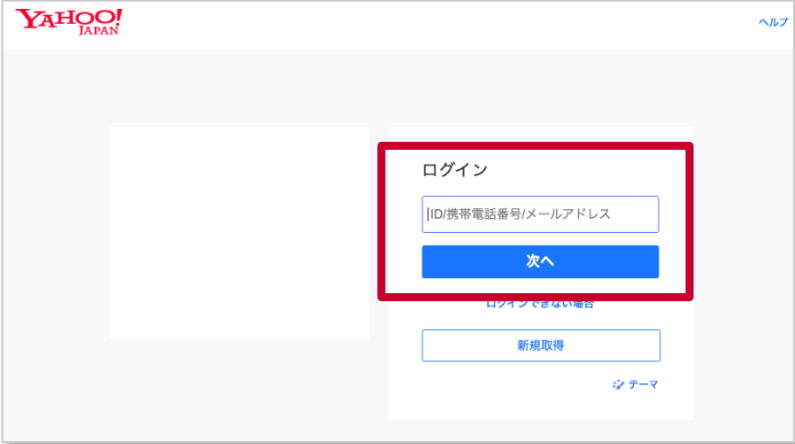 YAHOO!
JAPAN
ヘルプ
ログイン
ID/携帯電話番号/メールアドレス
次へ
ログインできない場合
新規取得
テーマ